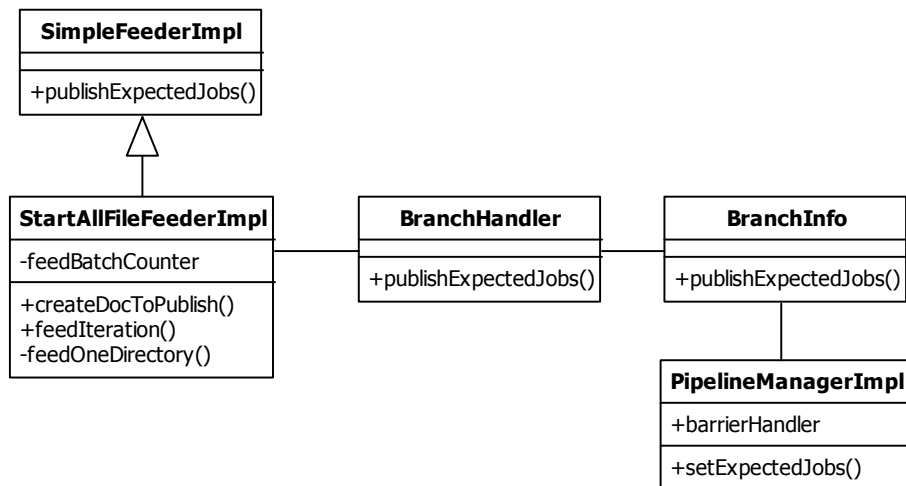 SimpleFeederImpl
+publishExpectedJobs()
StartAllFileFeederImpl
-feedBatchCounter
+createDocToPublish()
+feedIteration()
-feedOneDirectory()
BranchHandler
+publishExpectedJobs()
BranchInfo
+publishExpectedJobs()
PipelineManagerImpl
+barrierHandler
+setExpectedJobs()